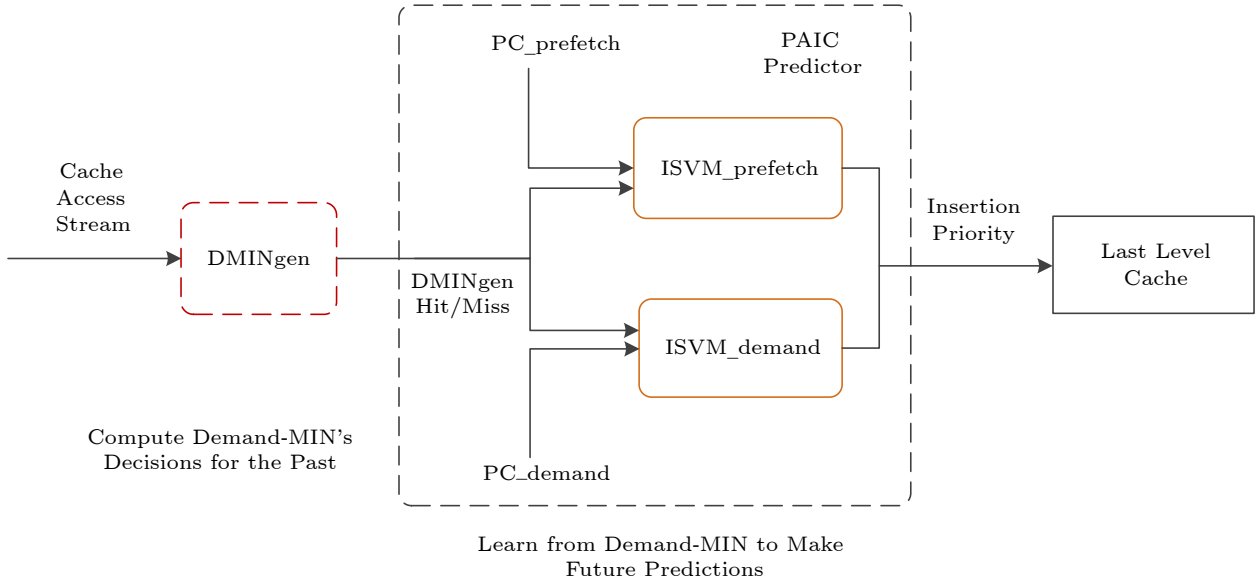 PC_prefetch
PAIC
Predictor
Cache
Access
Stream
ISVM_prefetch
DMINgen
DMINgen
Hit/Miss
Insertion
Priority
Last Level
Cache
ISVM_demand
Compute Demand-MIN's
Decisions for the Past
PC_demand
Learn from Demand-MIN to Make
Future Predictions